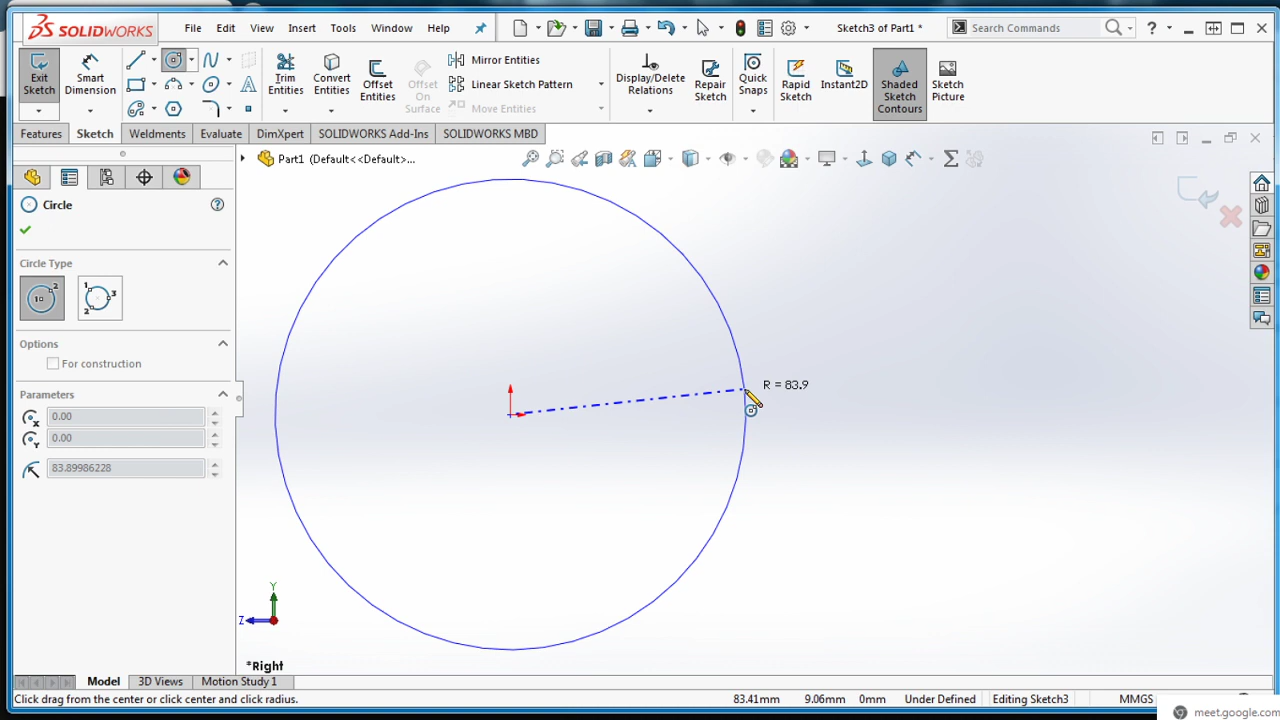 SOLIDWORKS File Edit View Insert Tools Window Help Sketch3 of Part1 * Search Commands ?
Exit Sketch
Smart Dimension
Trim Entities
Convert Entities
Offset Entities
Offset On Surface
Mirror Entities
Linear Sketch Pattern
Move Entities
Display/Delete Relations
Repair Sketch
Quick Snaps
Rapid Sketch
Instant2D
Shaded Sketch Contours
Sketch Picture
Features Sketch Weldments Evaluate DimXpert SOLIDWORKS Add-Ins SOLIDWORKS MBD
Part1 (Default<<Default>...
Circle
Circle Type
Options
For construction
Parameters
0.00
0.00
83.89986228
R = 83.9
Y
Z
*Right
Model 3D Views Motion Study 1
Click drag from the center or click center and click radius. 83.41mm 9.06mm 0mm Under Defined Editing Sketch3 MMGS
meet.google.com